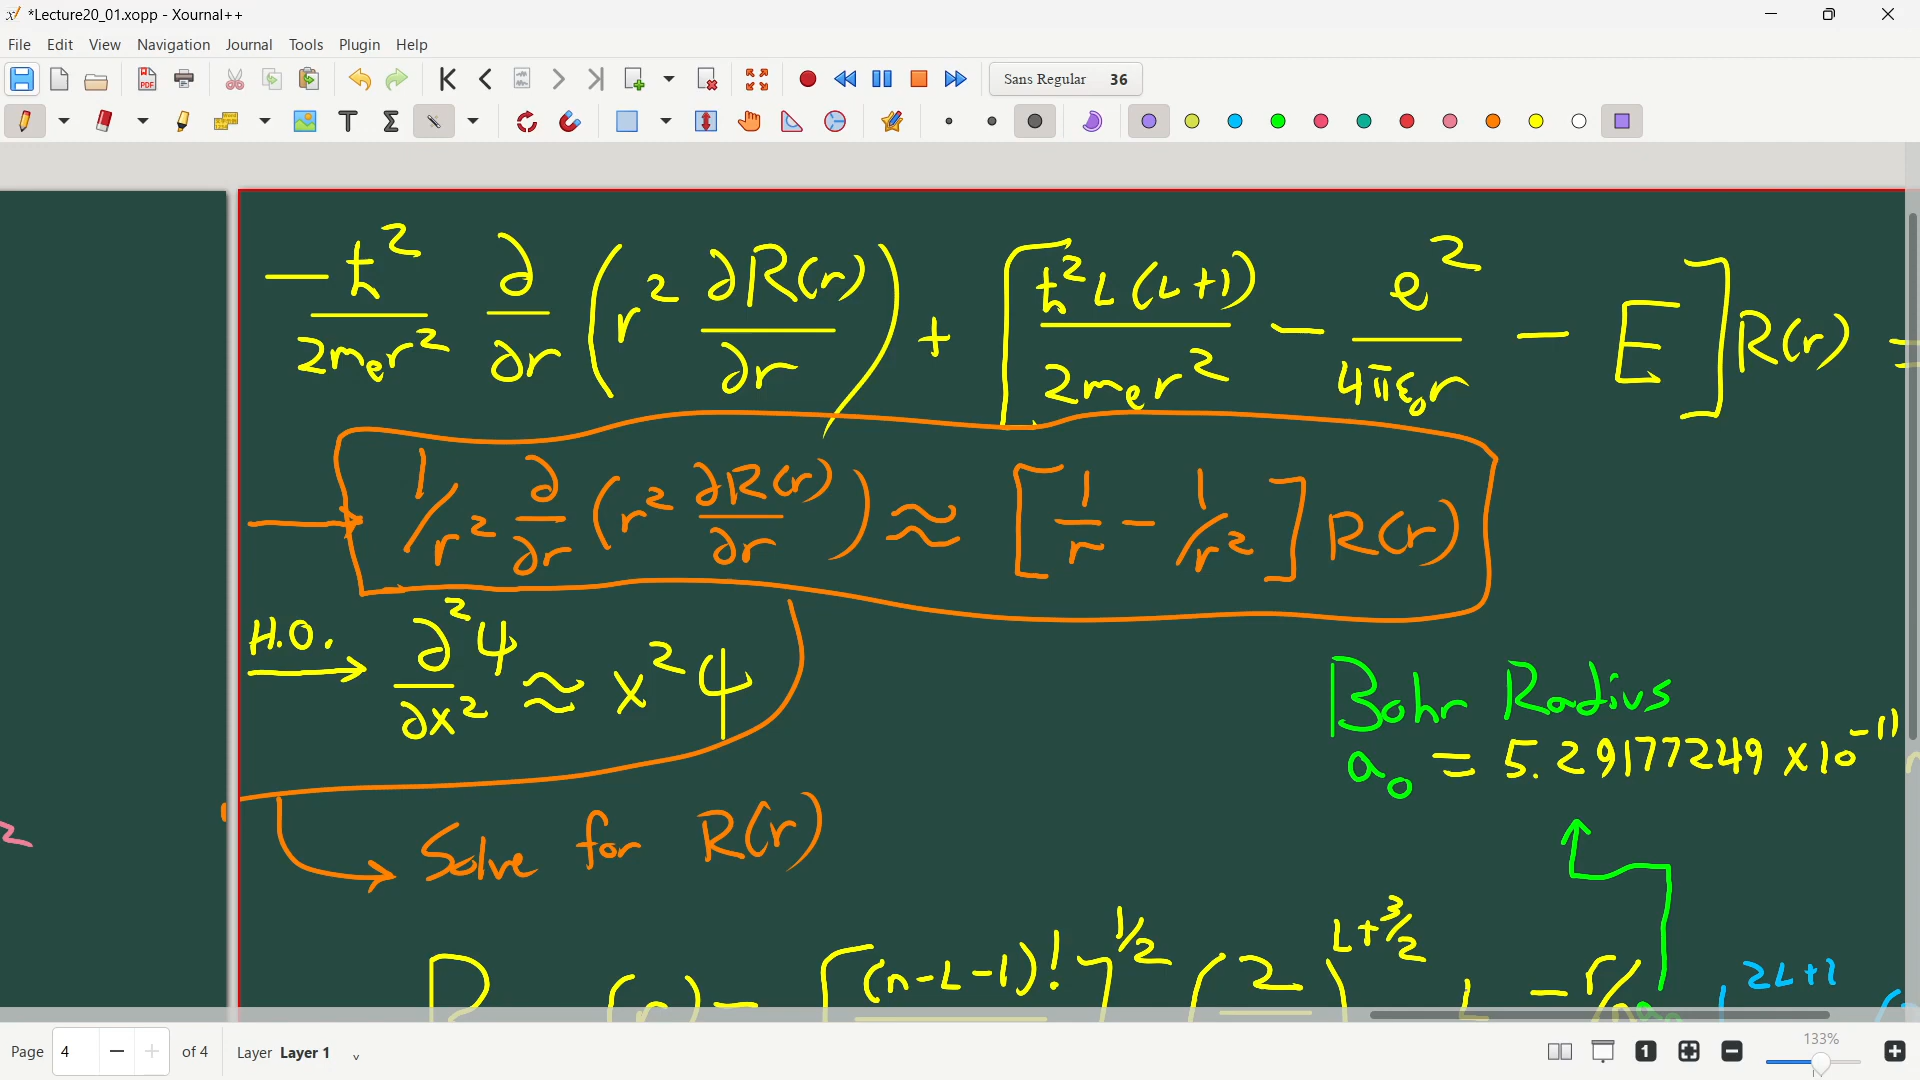 *Lecture20_01.xopp - Xournal++
File Edit View Navigation Journal Tools Plugin Help
Sans Regular 36
-ħ²/2mₑr² ∂/∂r (r² ∂R(r)/∂r) + [ħ²L(L+1)/2mₑr² - e²/4πε₀r - E]R(r) =
→ 1/r² ∂/∂r (r² ∂R(r)/∂r) ≈ [1/r - 1/r²] R(r)
H.O. → ∂²ψ/∂x² ≈ x²ψ
Bohr Radius
a₀ = 5.29177249 ×10⁻¹¹
→ Solve for R(r)
(n-L-1)! 1/2 (2 L+3/2 L -r/na₀ 2L+1
Page 4 of 4 Layer Layer 1 133%